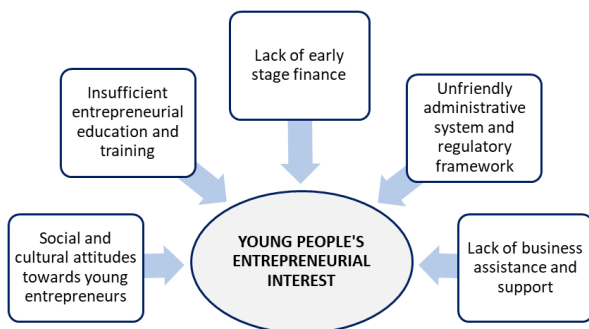 Lack of early
stage finance
Insufficient
entrepreneurial
education and
training
Unfriendly
administrative
system and
regulatory
framework
Social and
cultural attitudes
towards young
entrepreneurs
YOUNG PEOPLE'S
ENTREPRENEURIAL
INTEREST
Lack of business
assistance and
support